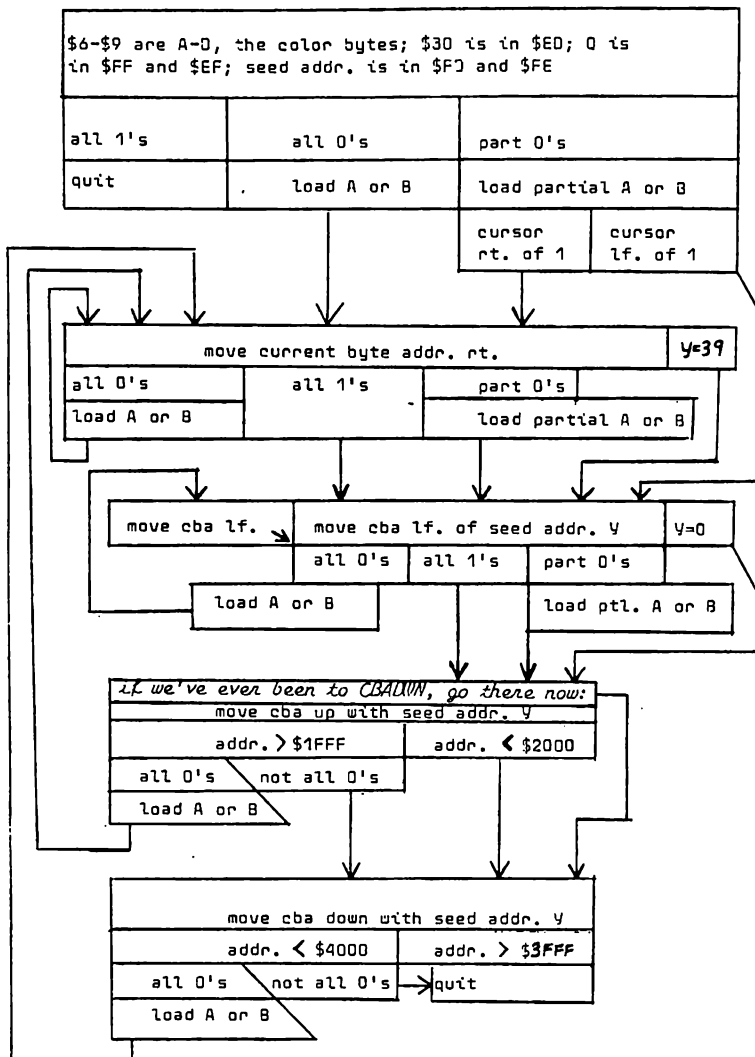 $6-$9 are A-D, the color bytes; $30 is in $ED; 0 is
in $FF and $EF; seed addr. is in $FD and $FE
all 1's all 0's part 0's
quit load A or B load partial A or B
cursor cursor
rt. of 1 lf. of 1
move current byte addr. rt. y=39
all 0's all 1's part 0's
load A or B load partial A or B
move cba lf. move cba lf. of seed addr. Y Y=0
all 0's all 1's part 0's
load A or B load ptl. A or B
if we've ever been to CBADWN, go there now:
move cba up with seed addr. Y
addr. > $1FFF addr. < $2000
all 0's not all 0's
load A or B
move cba down with seed addr. Y
addr. < $4000 addr. > $3FFF
all 0's not all 0's quit
load A or B